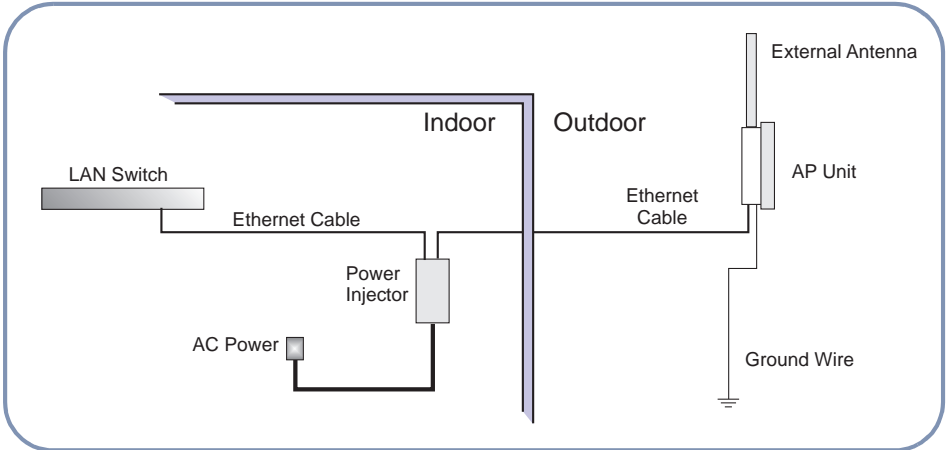 External Antenna
Indoor
Outdoor
AP Unit
LAN Switch
Ethernet Cable
Ethernet
Cable
Power
Injector
AC Power
Ground Wire